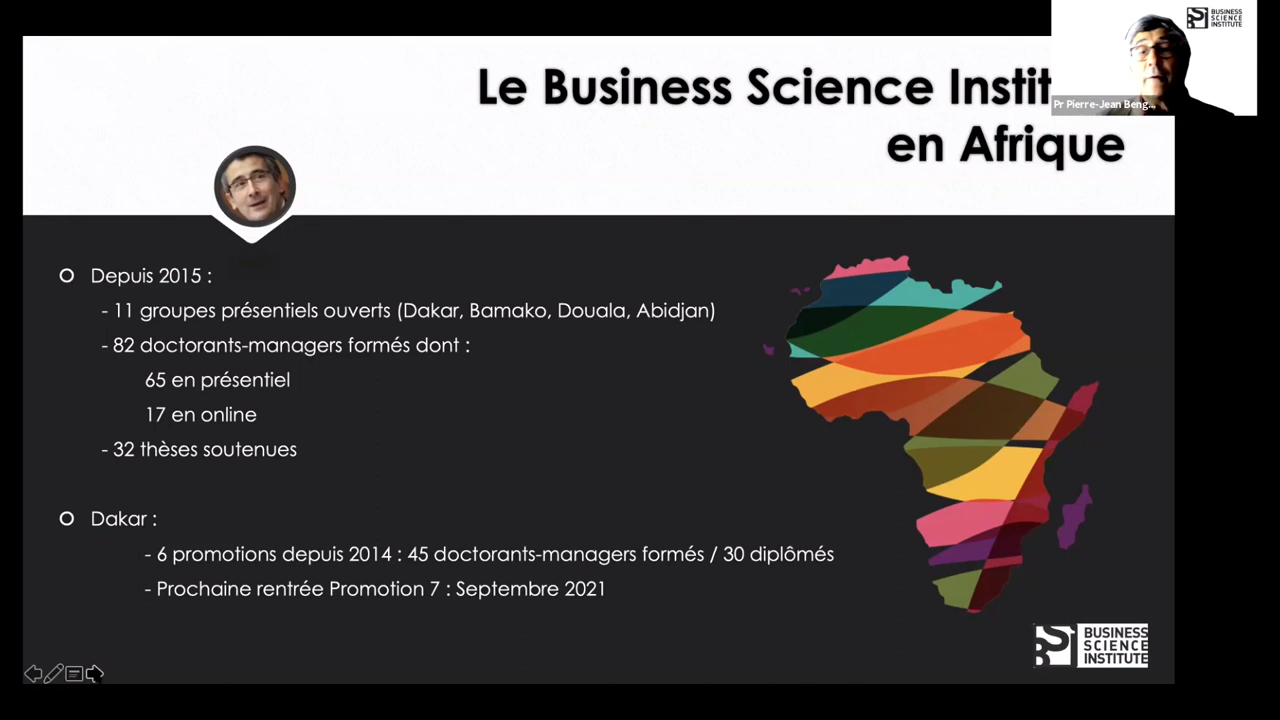 Le Business Science Instit
en Afrique
BUSINESS
SCIENCE
INSTITUTE
Pr Pierre-Jean Beng...
Depuis 2015 :
- 11 groupes présentiels ouverts (Dakar, Bamako, Douala, Abidjan)
- 82 doctorants-managers formés dont :
65 en présentiel
17 en online
- 32 thèses soutenues
Dakar :
- 6 promotions depuis 2014 : 45 doctorants-managers formés / 30 diplômés
- Prochaine rentrée Promotion 7 : Septembre 2021
BUSINESS
SCIENCE
INSTITUTE